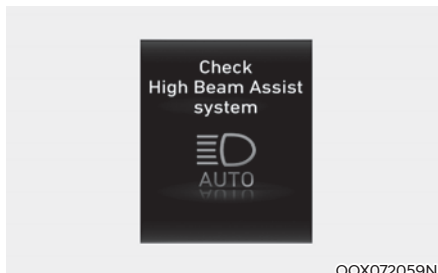 Check
High Beam Assist
system
AUTO
OQX072059N